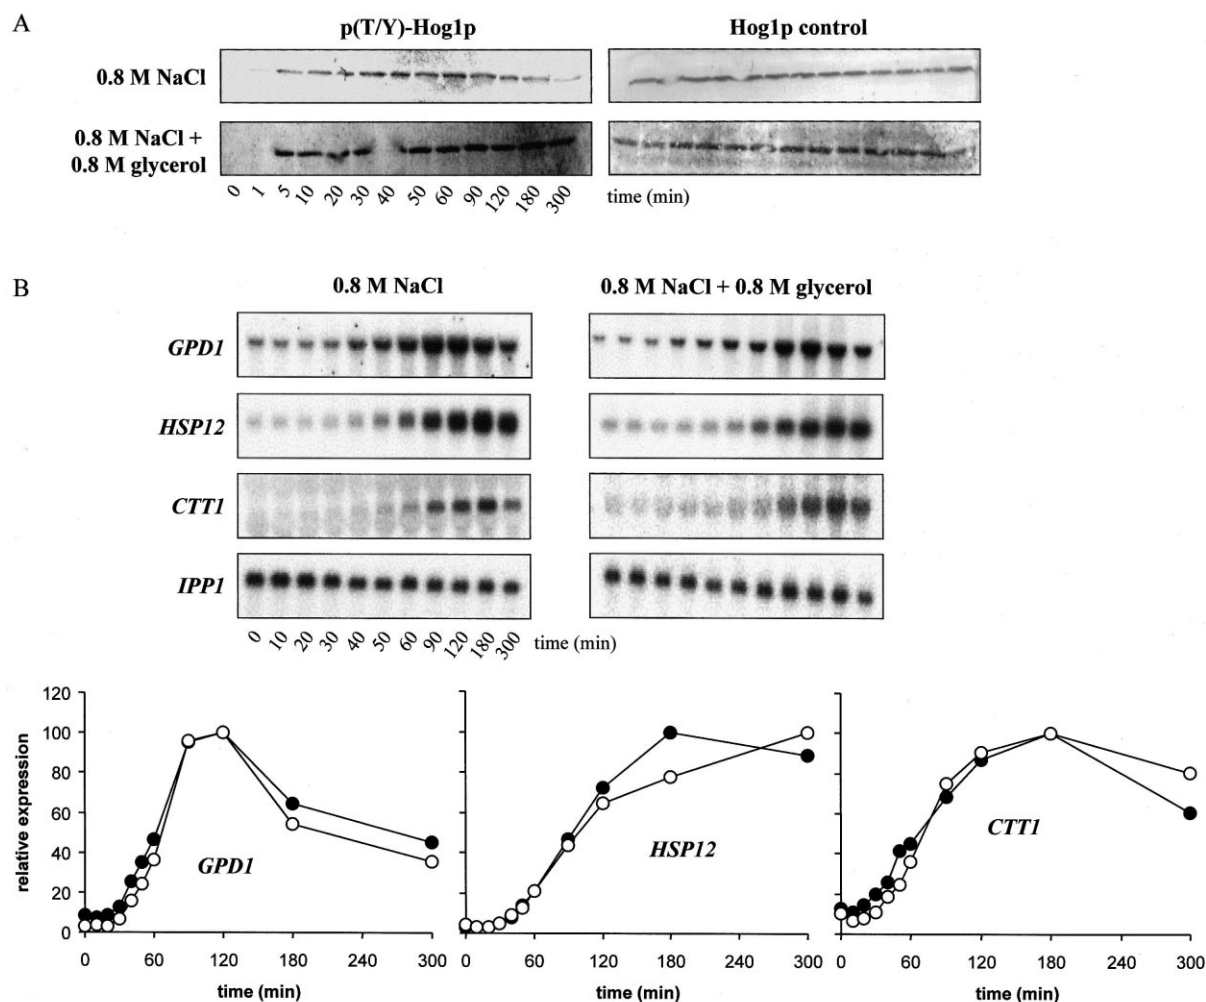 A
p(T/Y)-Hog1p
Hog1p control
0.8 M NaCl
0.8 M NaCl +
0.8 M glycerol
0 1 5 10 20 30 40 50 60 90 120 180 300
time (min)
B
0.8 M NaCl
0.8 M NaCl + 0.8 M glycerol
GPD1
HSP12
CTT1
IPP1
0 10 20 30 40 50 60 90 120 180 300
time (min)
relative expression
120
100
80
60
40
20
0
GPD1
HSP12
CTT1
0 60 120 180 240 300
0 60 120 180 240 300
0 60 120 180 240 300
time (min)
time (min)
time (min)